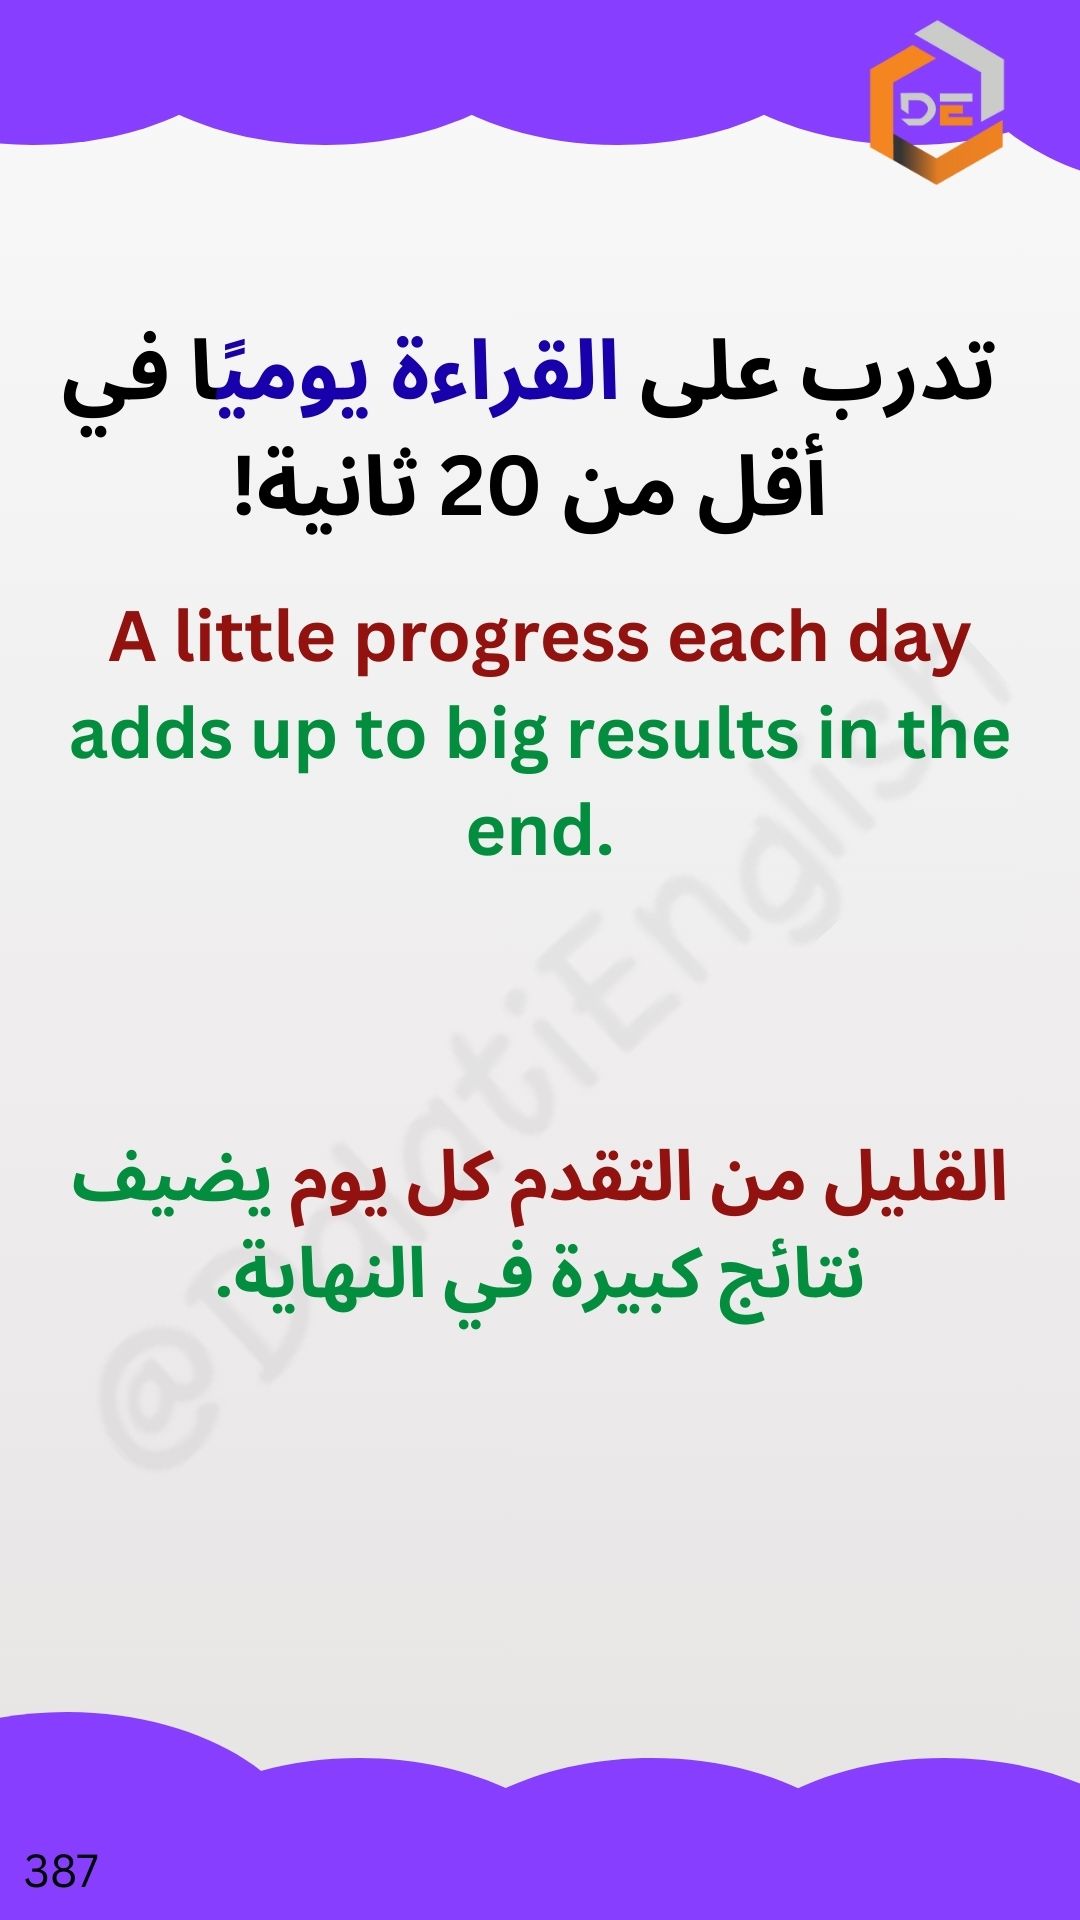 DE
تدرب على القراءة يوميًا في
أقل من 20 ثانية!
A little progress each day
adds up to big results in the
end.
@DdatiEnglish
القليل من التقدم كل يوم يضيف
نتائج كبيرة في النهاية.
387